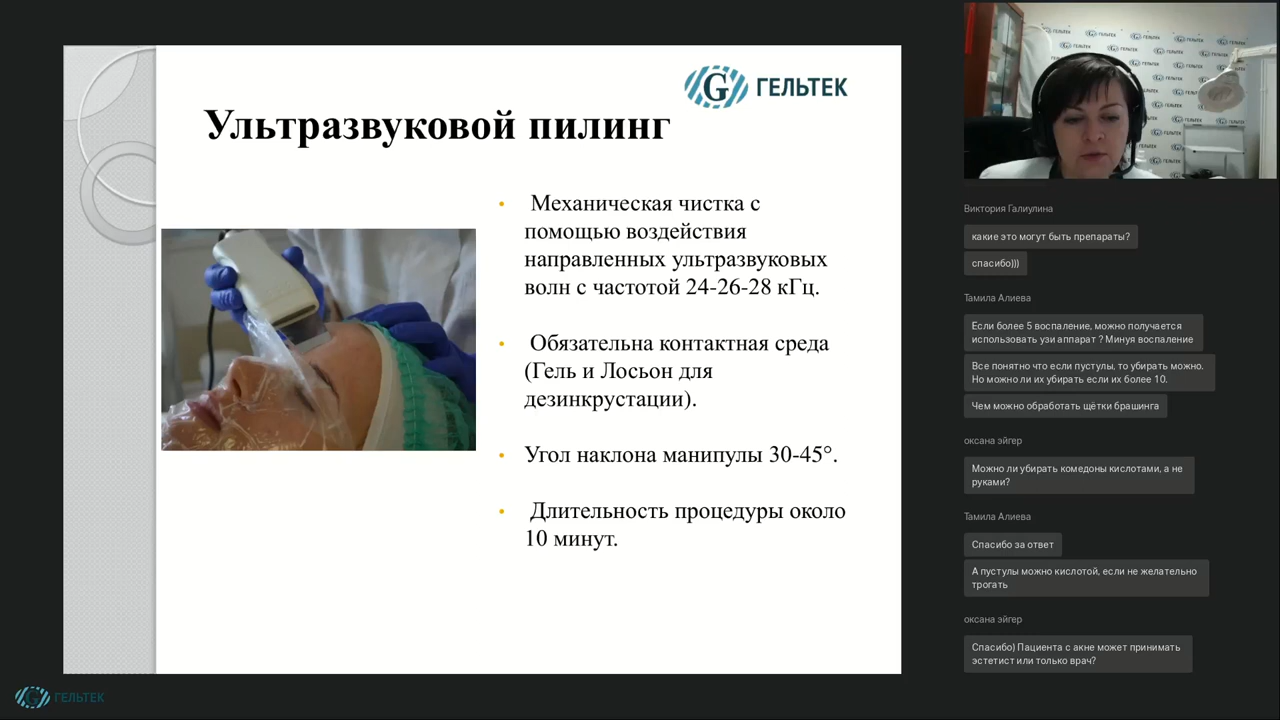 ГЕЛЬТЕК
Ультразвуковой пилинг
• Механическая чистка с
помощью воздействия
направленных ультразвуковых
волн с частотой 24-26-28 кГц.
• Обязательна контактная среда
(Гель и Лосьон для
дезинкрустации).
• Угол наклона манипулы 30-45°.
• Длительность процедуры около
10 минут.
ГЕЛЬТЕК
Виктория Галиулина
какие это могут быть препараты?
спасибо)))
Тамила Алиева
Если более 5 воспаление, можно получается
использовать узи аппарат ? Минуя воспаление
Все понятно что если пустулы, то убирать можно.
Но можно ли их убирать если их более 10.
Чем можно обработать щётки брашинга
оксана эйгер
Можно ли убирать комедоны кислотами, а не
руками?
Тамила Алиева
Спасибо за ответ
А пустулы можно кислотой, если не желательно
трогать
оксана эйгер
Спасибо) Пациента с акне может принимать
эстетист или только врач?